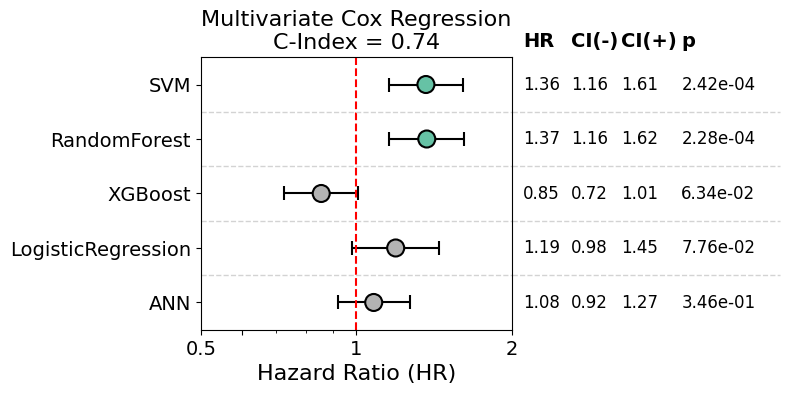 Multivariate Cox Regression
C-Index = 0.74
HR CI(-) CI(+) p
SVM 1.36 1.16 1.61 2.42e-04
RandomForest 1.37 1.16 1.62 2.28e-04
XGBoost 0.85 0.72 1.01 6.34e-02
LogisticRegression 1.19 0.98 1.45 7.76e-02
ANN 1.08 0.92 1.27 3.46e-01
0.5 1 2
Hazard Ratio (HR)